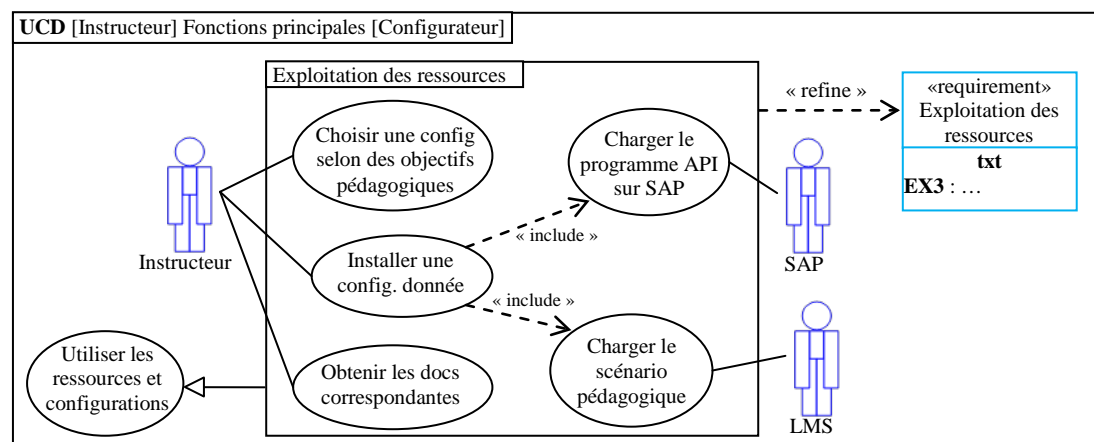 UCD [Instructeur] Fonctions principales [Configurateur]
Exploitation des ressources
« refine »
«requirement»
Exploitation des
ressources
txt
EX3 : …
Choisir une config
selon des objectifs
pédagogiques
Charger le
programme API
sur SAP
Instructeur
« include »
SAP
Installer une
config. donnée
« include »
Utiliser les
ressources et
configurations
Obtenir les docs
correspondantes
Charger le
scénario
pédagogique
LMS